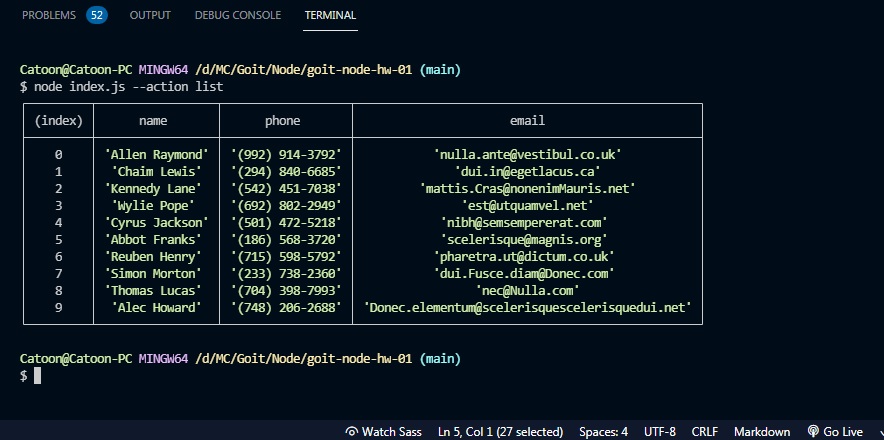 PROBLEMS 52 OUTPUT DEBUG CONSOLE TERMINAL
Catoon@Catoon-PC MINGW64 /d/MC/Goit/Node/goit-node-hw-01 (main)
$ node index.js --action list
(index) name phone email
0 'Allen Raymond' '(992) 914-3792' 'nulla.ante@vestibul.co.uk'
1 'Chaim Lewis' '(294) 840-6685' 'dui.in@egetlacus.ca'
2 'Kennedy Lane' '(542) 451-7038' 'mattis.Cras@nonenimMauris.net'
3 'Wylie Pope' '(692) 802-2949' 'est@utquamvel.net'
4 'Cyrus Jackson' '(501) 472-5218' 'nibh@semsempererat.com'
5 'Abbot Franks' '(186) 568-3720' 'scelerisque@magnis.org'
6 'Reuben Henry' '(715) 598-5792' 'pharetra.ut@dictum.co.uk'
7 'Simon Morton' '(233) 738-2360' 'dui.Fusce.diam@Donec.com'
8 'Thomas Lucas' '(704) 398-7993' 'nec@Nulla.com'
9 'Alec Howard' '(748) 206-2688' 'Donec.elementum@scelerisquescelerisquedui.net'
Catoon@Catoon-PC MINGW64 /d/MC/Goit/Node/goit-node-hw-01 (main)
$
Watch Sass Ln 5, Col 1 (27 selected) Spaces: 4 UTF-8 CRLF Markdown Go Live